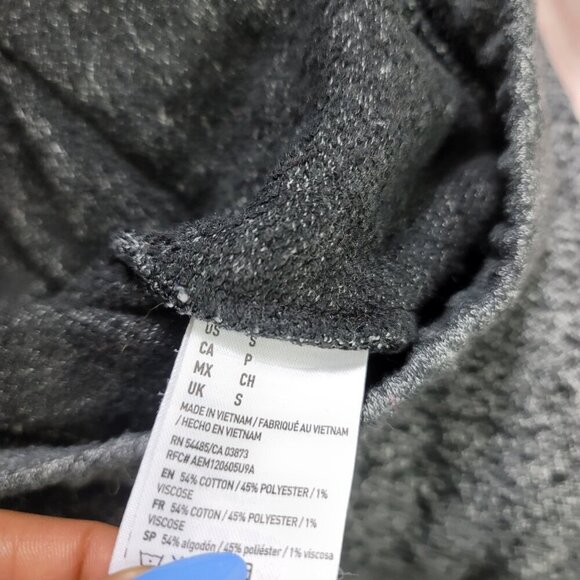 US S
CA P
MX CH
UK S
MADE IN VIETNAM / FABRIQUÉ AU VIETNAM
/ HECHO EN VIETNAM
RN 54485/CA 03873
RFC# AEM120605U9A
EN 54% COTTON / 45% POLYESTER / 1%
VISCOSE
FR 54% COTON / 45% POLYESTER / 1%
VISCOSE
SP 54% algodón / 45% poliéster / 1% viscosa